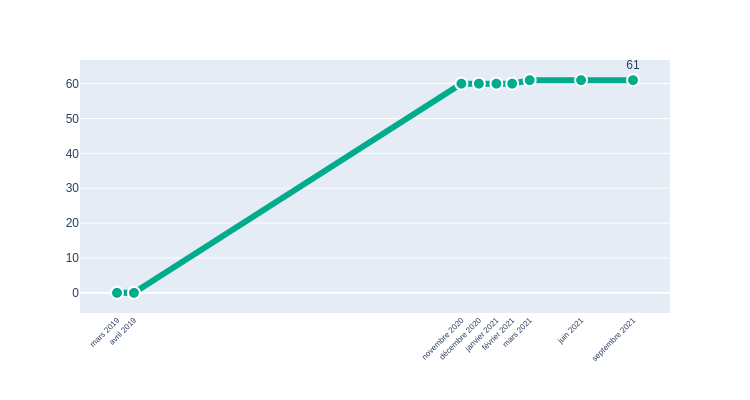 61
60
50
40
30
20
10
0
mars 2019
avril 2019
novembre 2020
décembre 2020
janvier 2021
février 2021
mars 2021
juin 2021
septembre 2021